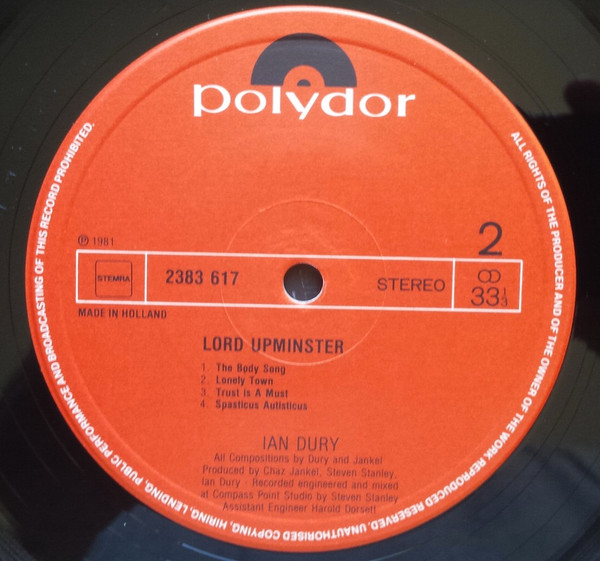 polydor
ALL RIGHTS OF THE PRODUCER AND OF THE OWNER OF THE WORK REPRODUCED RESERVED. UNAUTHORISED COPYING, HIRING, LENDING, PUBLIC PERFORMANCE AND BROADCASTING OF THIS RECORD PROHIBITED.
2
℗ 1981
STEMRA
2383 617
STEREO
33 1/3
MADE IN HOLLAND
LORD UPMINSTER
1. The Body Song
2. Lonely Town
3. Trust Is A Must
4. Spasticus Autisticus
IAN DURY
All Compositions by Dury and Jankel
Produced by Chaz Jankel, Steven Stanley,
Ian Dury · Recorded engineered and mixed
at Compass Point Studio by Steven Stanley
Assistant Engineer Harold Dorsett